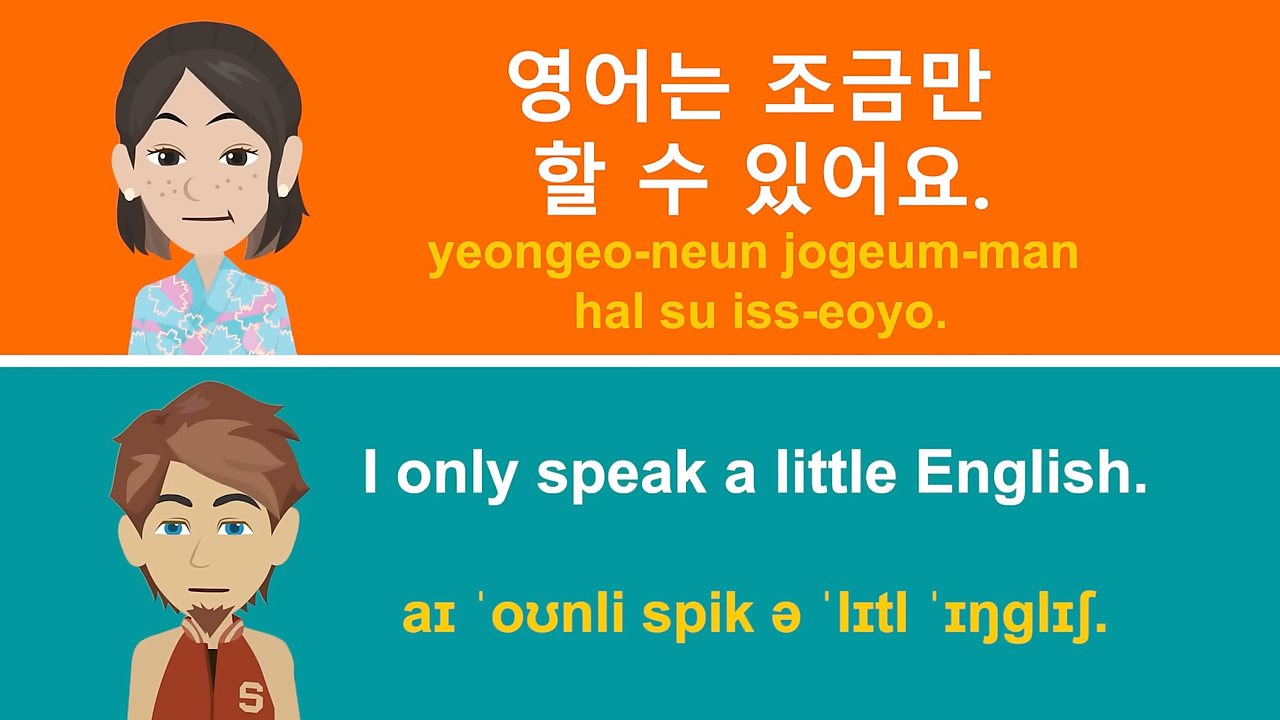 영어는 조금만
할 수 있어요.
yeongeo-neun jogeum-man
hal su iss-eoyo.
I only speak a little English.
aɪ ˈoʊnli spik ə ˈlɪtl ˈɪŋglɪʃ.
S